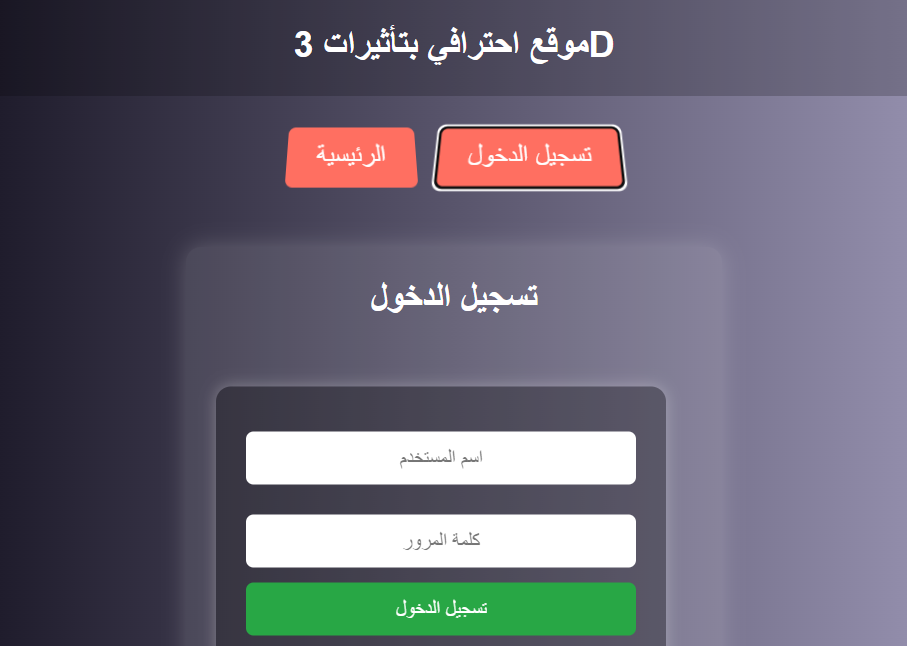 موقع احترافي بتأثيرات 3D
الرئيسية
تسجيل الدخول
تسجيل الدخول
اسم المستخدم
كلمة المرور
تسجيل الدخول